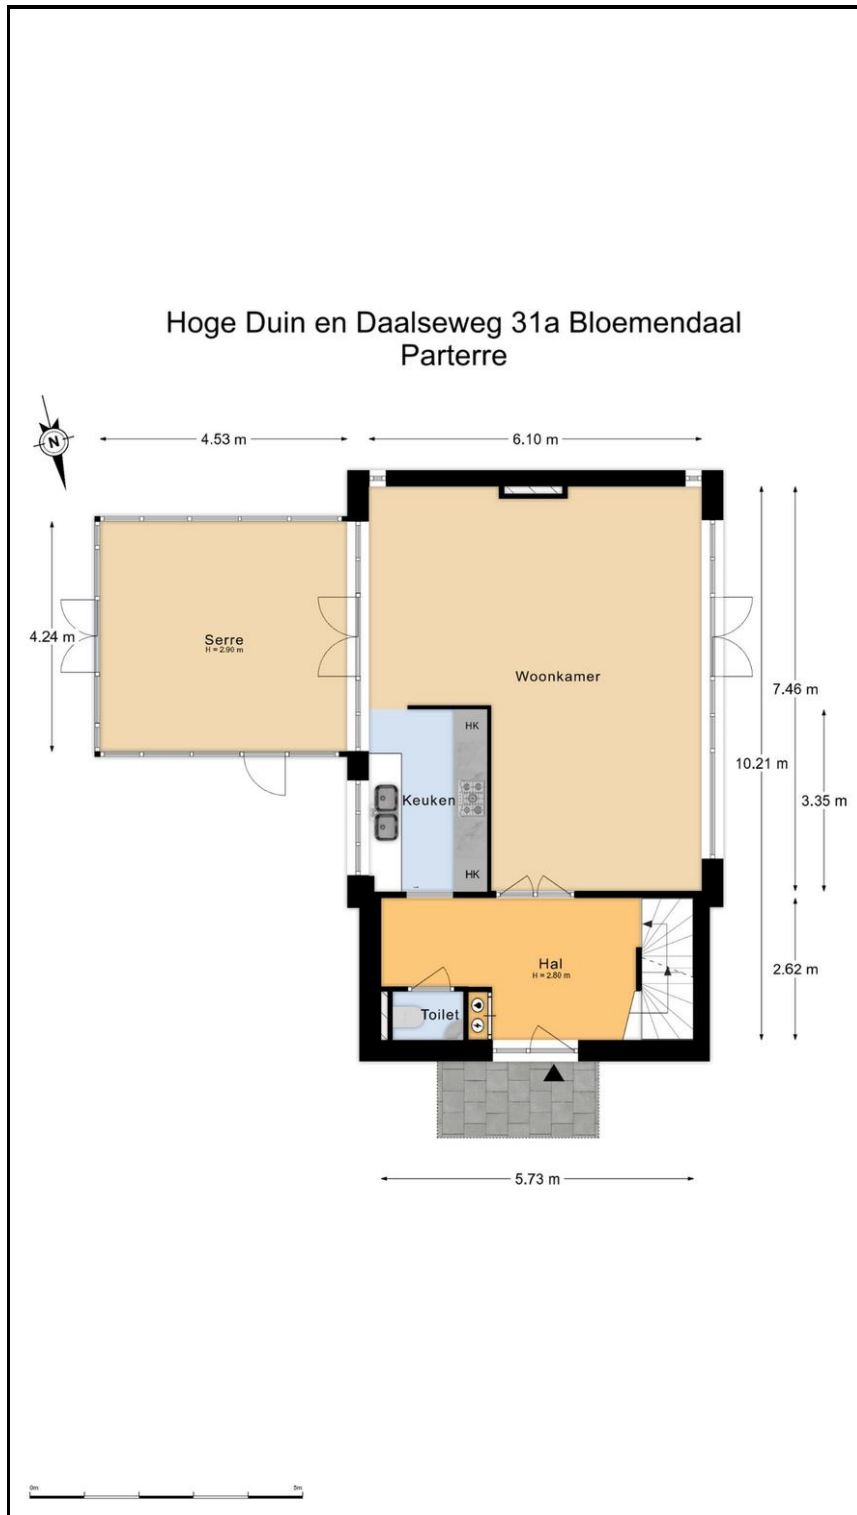 Hoge Duin en Daalseweg 31a Bloemendaal
Parterre
N
4.53 m
6.10 m
4.24 m
Serre
H = 2.90 m
Woonkamer
7.46 m
HK
10.21 m
Keuken
3.35 m
HK
Hal
H = 2.80 m
2.62 m
Toilet
5.73 m
0m
5m